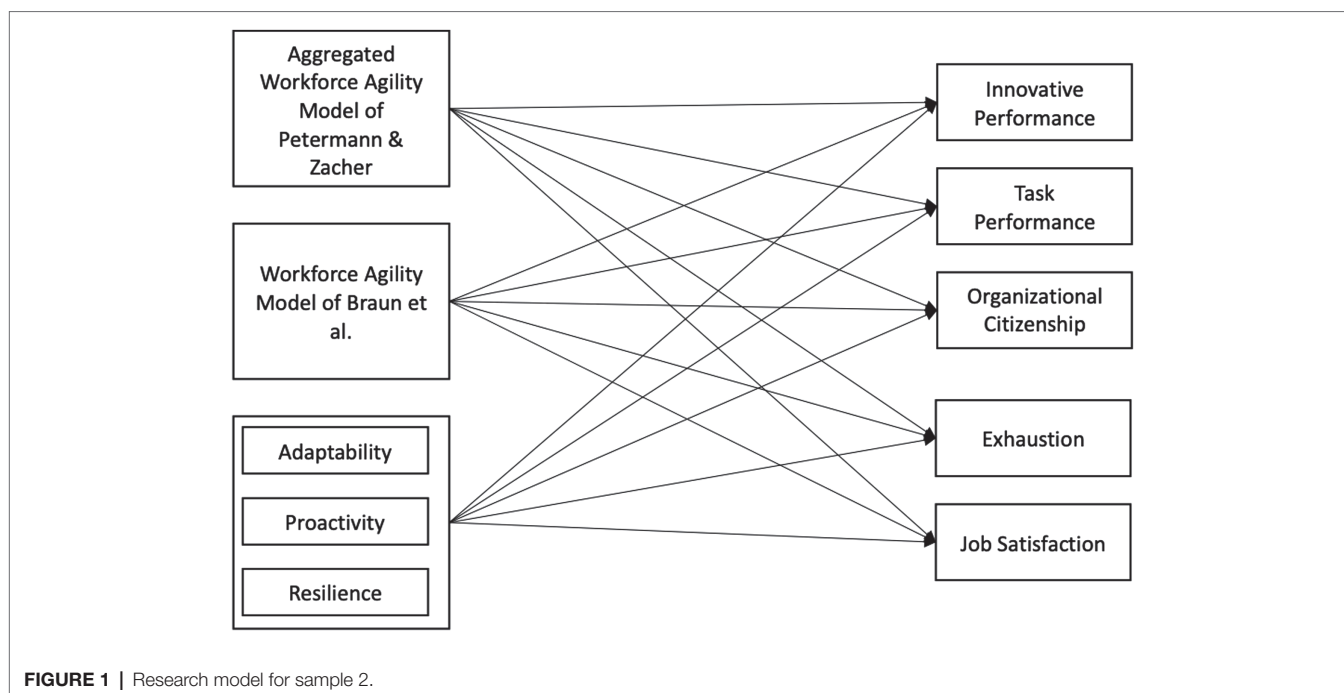 Aggregated
Workforce Agility
Model of
Petermann &
Zacher
Workforce Agility
Model of Braun et
al.
Adaptability
Proactivity
Resilience
Innovative
Performance
Task
Performance
Organizational
Citizenship
Exhaustion
Job Satisfaction
FIGURE 1 | Research model for sample 2.